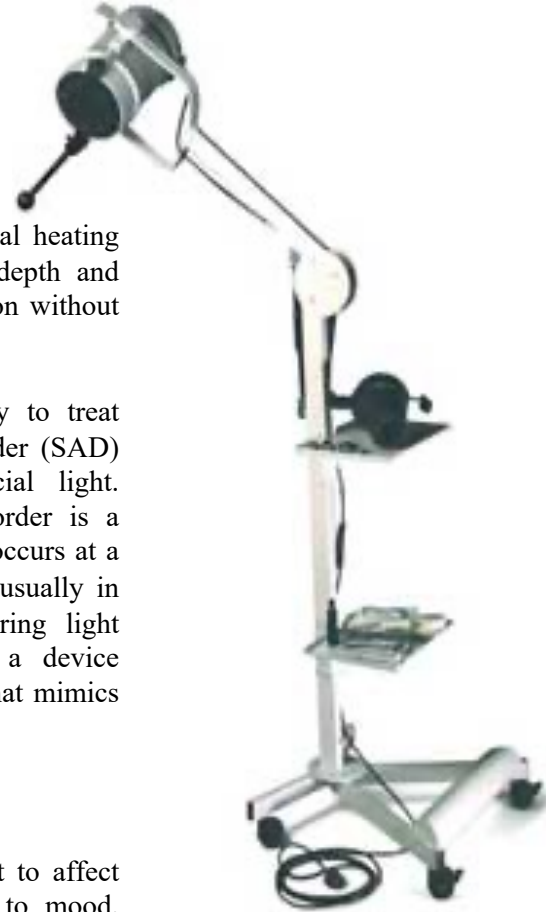 al heating
depth and
on without
y to treat
der (SAD)
cial light.
order is a
occurs at a
usually in
ring light
a device
hat mimics
t to affect
to mood.